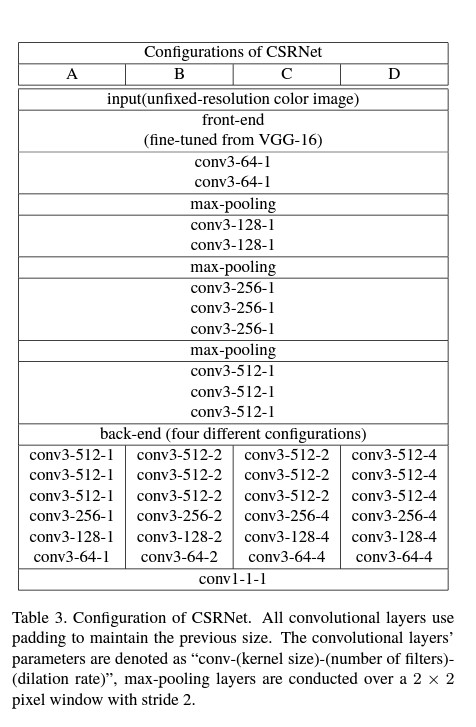 Configurations of CSRNet
A B C D
input(unfixed-resolution color image)
front-end
(fine-tuned from VGG-16)
conv3-64-1
conv3-64-1
max-pooling
conv3-128-1
conv3-128-1
max-pooling
conv3-256-1
conv3-256-1
conv3-256-1
max-pooling
conv3-512-1
conv3-512-1
conv3-512-1
back-end (four different configurations)
conv3-512-1 conv3-512-2 conv3-512-2 conv3-512-4
conv3-512-1 conv3-512-2 conv3-512-2 conv3-512-4
conv3-512-1 conv3-512-2 conv3-512-2 conv3-512-4
conv3-256-1 conv3-256-2 conv3-256-4 conv3-256-4
conv3-128-1 conv3-128-2 conv3-128-4 conv3-128-4
conv3-64-1 conv3-64-2 conv3-64-4 conv3-64-4
conv1-1-1
Table 3. Configuration of CSRNet. All convolutional layers use
padding to maintain the previous size. The convolutional layers’
parameters are denoted as “conv-(kernel size)-(number of filters)-
(dilation rate)”, max-pooling layers are conducted over a 2 × 2
pixel window with stride 2.